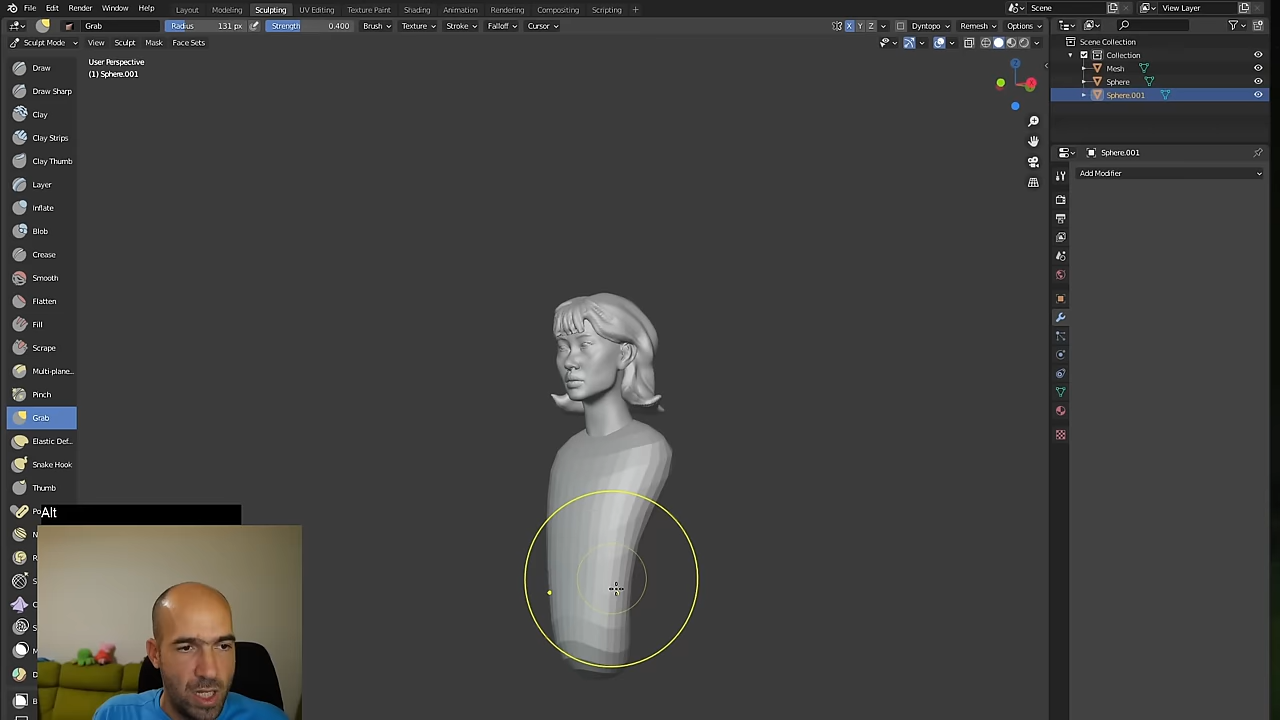 File Edit Render Window Help Layout Modeling Sculpting UV Editing Texture Paint Shading Animation Rendering Compositing Scripting Scene View Layer
Grab Radius 131 px Strength 0.400 Brush Texture Stroke Falloff Cursor X Y Z Dyntopo Remesh Options
Sculpt Mode View Sculpt Mask Face Sets
Scene Collection
Collection
Mesh
Sphere
Sphere.001
Sphere.001
Add Modifier
User Perspective
(1) Sphere.001
Z
Draw
Draw Sharp
Clay
Clay Strips
Clay Thumb
Layer
Inflate
Blob
Crease
Smooth
Flatten
Fill
Scrape
Multi-plane...
Pinch
Grab
Elastic Def...
Snake Hook
Thumb
Alt